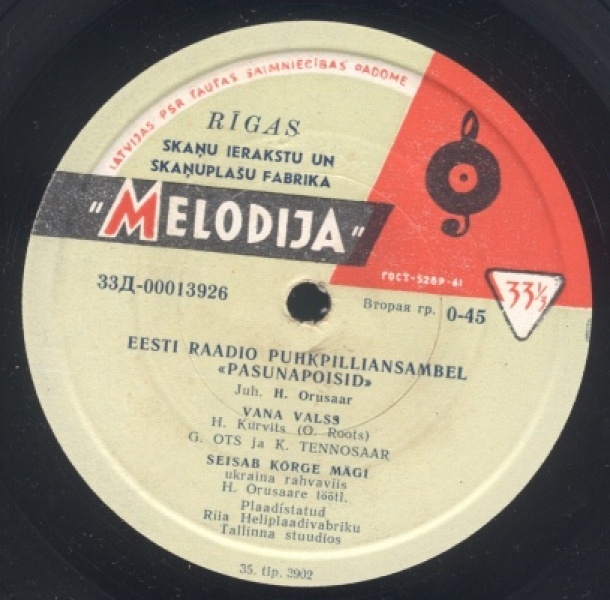 LATVIJAS PSR TAUTAS SAIMNIECĪBAS PADOME
RĪGAS
SKAŅU IERAKSTU UN
SKAŅUPLAŠU FABRIKA
"MELODIJA"
ГОСТ-5289-61
33Д-00013926
Вторая гр. 0-45
33⅓
EESTI RAADIO PUHKPILLIANSAMBEL
«PASUNAPOISID»
Juh. H. Orusaar
VANA VALSS
H. Kurvits (O. Roots)
G. OTS ja K. TENNOSAAR
SEISAB KÕRGE MÄGI
ukraina rahvaviis
H. Orusaare töötl.
Plaadistatud
Riia Heliplaadivabriku
Tallinna stuudios
35. tip. 3902